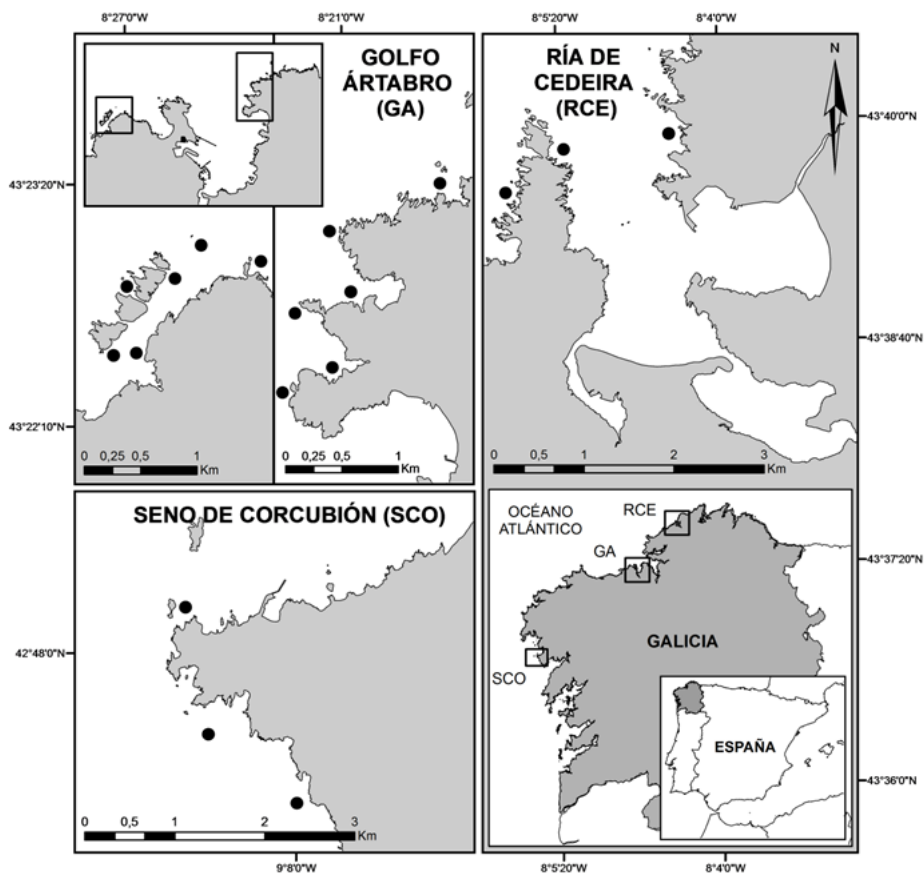 8°27'0"W
8°21'0"W
8°5'20"W
8°4'0"W
GOLFO
ÁRTABRO
(GA)
RÍA DE
CEDEIRA
(RCE)
N
43°40'0"N
43°23'20"N
43°38'40"N
43°22'10"N
0 0,25 0,5 1
Km
0 0,25 0,5 1
Km
0 0,5 1 2 3
Km
SENO DE CORCUBIÓN (SCO)
OCÉANO
ATLÁNTICO
RCE
GA
43°37'20"N
42°48'0"N
GALICIA
SCO
ESPAÑA
43°36'0"N
0 0,5 1 2 3
Km
9°8'0"W
8°5'20"W
8°4'0"W